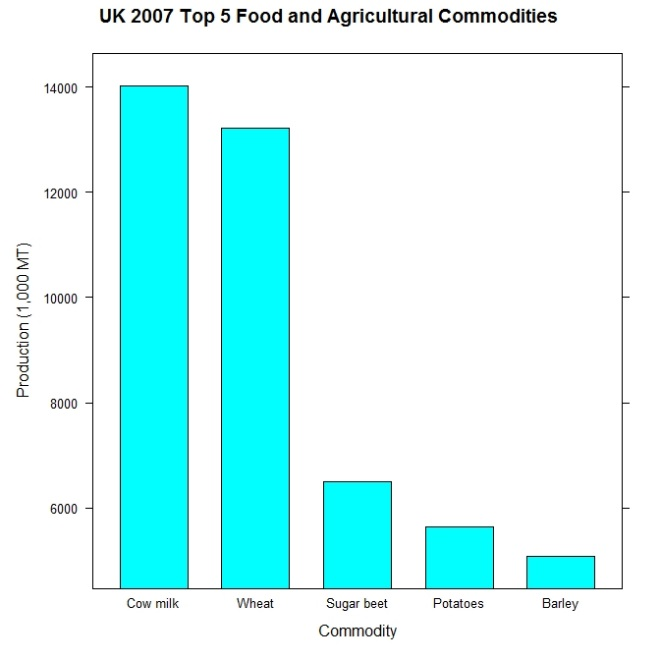 UK 2007 Top 5 Food and Agricultural Commodities
14000
12000
10000
8000
6000
Production (1,000 MT)
Cow milk Wheat Sugar beet Potatoes Barley
Commodity